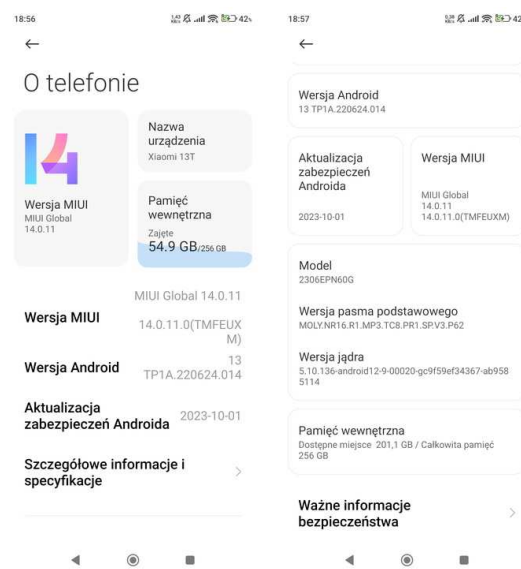 18:56
42%
O telefonie
Wersja MIUI
MIUI Global
14.0.11
Nazwa
urządzenia
Xiaomi 13T
Pamięć
wewnętrzna
Zajęte
54.9 GB/256 GB
Wersja MIUI
MIUI Global 14.0.11
14.0.11.0(TMFEUX
M)
Wersja Android
13
TP1A.220624.014
Aktualizacja
zabezpieczeń Androida
2023-10-01
Szczegółowe informacje i
specyfikacje
18:57
42
Wersja Android
13 TP1A.220624.014
Aktualizacja
zabezpieczeń
Androida
2023-10-01
Wersja MIUI
MIUI Global
14.0.11
14.0.11.0(TMFEUXM)
Model
2306EPN60G
Wersja pasma podstawowego
MOLY.NR16.R1.MP3.TC8.PR1.SP.V3.P62
Wersja jądra
5.10.136-android12-9-00020-gc9f59ef34367-ab958
5114
Pamięć wewnętrzna
Dostępne miejsce 201,1 GB / Całkowita pamięć
256 GB
Ważne informacje
bezpieczeństwa